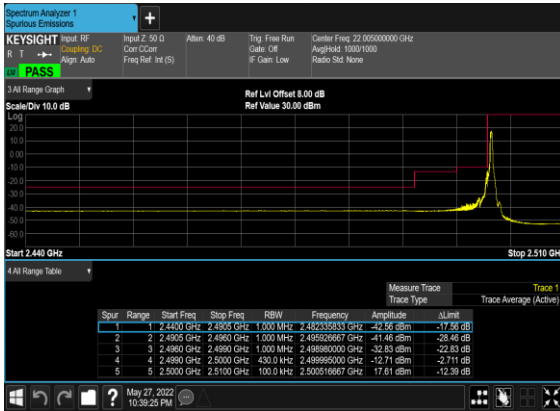 Spectrum Analyzer 1
Spurious Emissions
+
KEYSIGHT Input: RF Input Z: 50 Ω Atten: 40 dB Trig: Free Run Center Freq: 22.005000000 GHz
R T Coupling: DC Corr CCorr Gate: Off Avg|Hold: 1000/1000
Align: Auto Freq Ref: Int (S) IF Gain: Low Radio Std: None
PASS
3 All Range Graph
Ref Lvl Offset 8.00 dB
Scale/Div 10.0 dB Ref Value 30.00 dBm
Log
20.0
10.0
0.00
-10.0
-20.0
-30.0
-40.0
-50.0
-60.0
Start 2.440 GHz Stop 2.510 GH
4 All Range Table
Measure Trace Trace 1
Trace Type Trace Average (Active)
Spur Range Start Freq Stop Freq RBW Frequency Amplitude ΔLimit
1 1 2.4400 GHz 2.4905 GHz 1.000 MHz 2.482335833 GHz -42.56 dBm -17.56 dB
2 2 2.4905 GHz 2.4960 GHz 1.000 MHz 2.495926667 GHz -41.46 dBm -28.46 dB
3 3 2.4960 GHz 2.4990 GHz 1.000 MHz 2.498980000 GHz -32.83 dBm -22.83 dB
4 4 2.4990 GHz 2.5000 GHz 430.0 kHz 2.499995000 GHz -12.71 dBm -2.711 dB
5 5 2.5000 GHz 2.5100 GHz 100.0 kHz 2.500516667 GHz 17.61 dBm -12.39 dB
?
May 27, 2022
10:39:25 PM